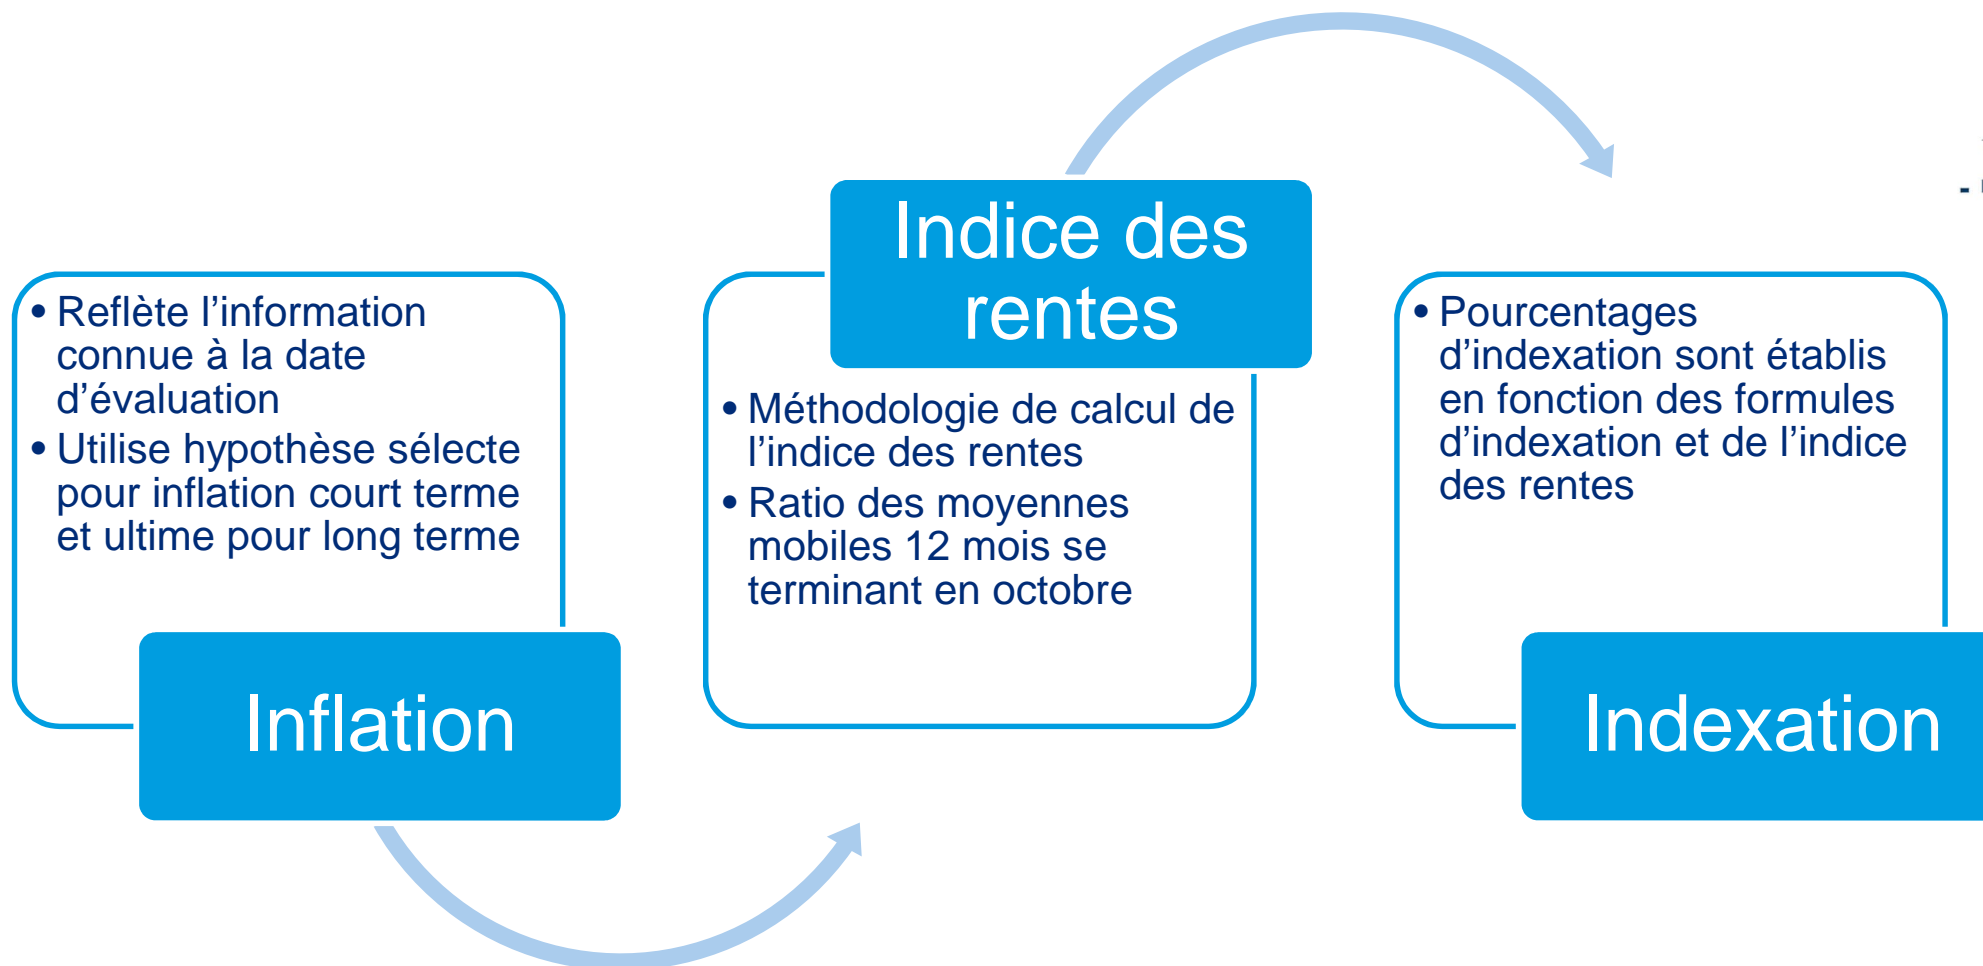 • Reflète l’information
connue à la date
d’évaluation
• Utilise hypothèse sélecte
pour inflation court terme
et ultime pour long terme
Inflation
Indice des
rentes
• Méthodologie de calcul de
l’indice des rentes
• Ratio des moyennes
mobiles 12 mois se
terminant en octobre
• Pourcentages
d’indexation sont établis
en fonction des formules
d’indexation et de l’indice
des rentes
Indexation